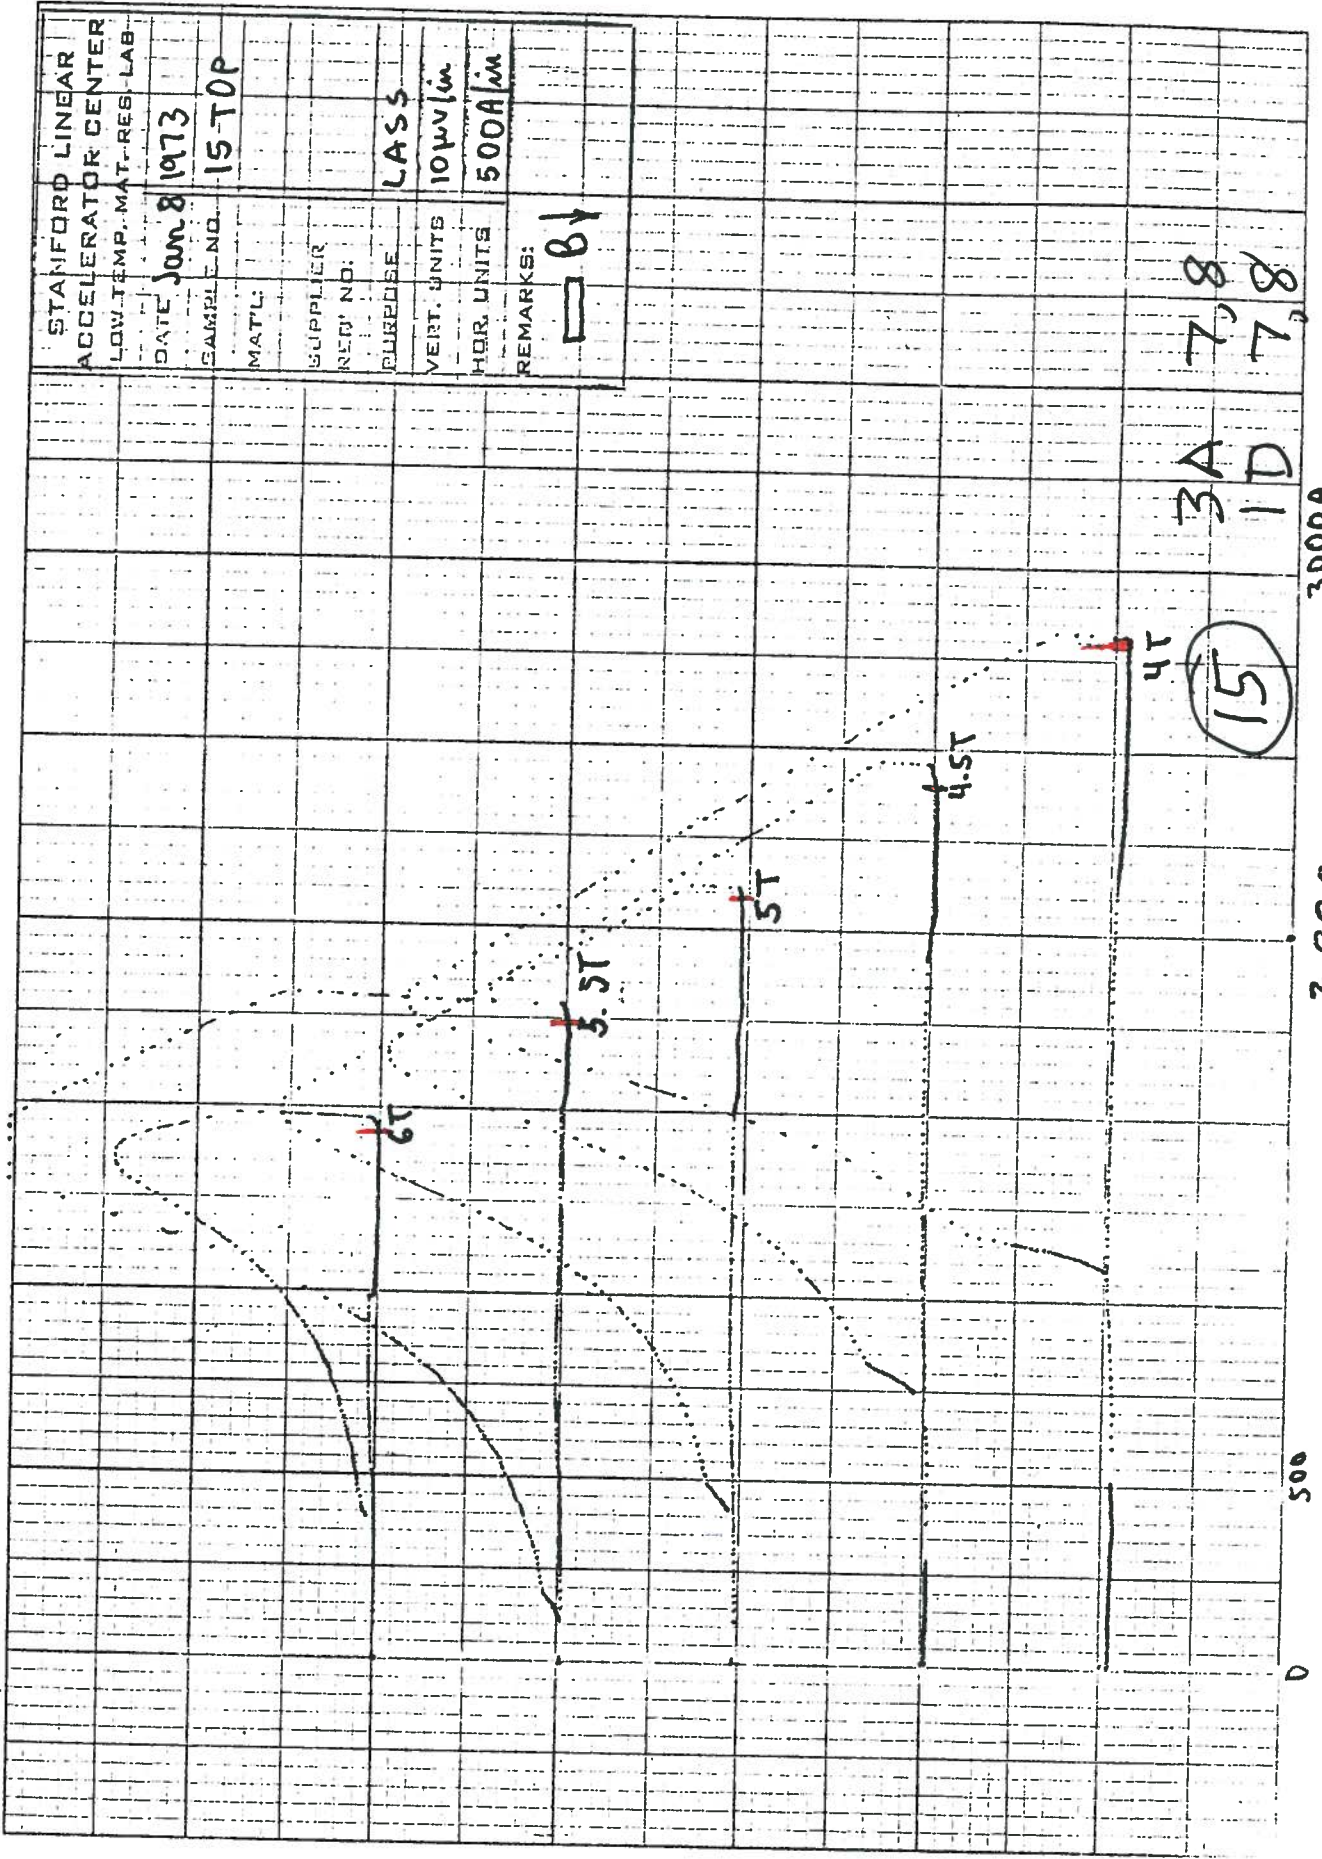 STANFORD LINEAR
ACCELERATOR CENTER
LOW. TEMP. MAT.-RES.-LAB
DATE Jan 8 1973
SAMPLE NO. 15 TOP
MAT'L:
SUPPLIER
PURPOSE LASS
VERT. UNITS 10μv/in
HOR. UNITS 500A/in
REMARKS:
B
6T
5.5T
5T
4.5T
4T
15
3A 7,8
1D 7,8
0
500
3000A